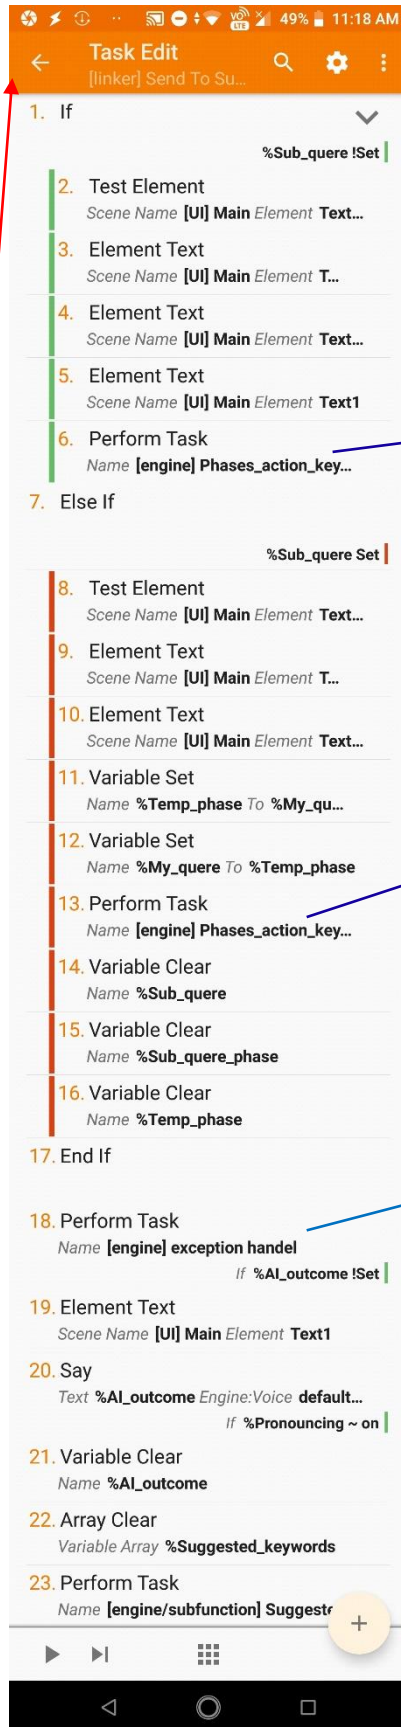 49% 11:18 AM
Task Edit
[linker] Send To Su...
1. If
%Sub_quere !Set
2. Test Element
Scene Name [UI] Main Element Text...
3. Element Text
Scene Name [UI] Main Element T...
4. Element Text
Scene Name [UI] Main Element Text...
5. Element Text
Scene Name [UI] Main Element Text1
6. Perform Task
Name [engine] Phases_action_key...
7. Else If
%Sub_quere Set
8. Test Element
Scene Name [UI] Main Element Text...
9. Element Text
Scene Name [UI] Main Element T...
10. Element Text
Scene Name [UI] Main Element Text...
11. Variable Set
Name %Temp_phase To %My_qu...
12. Variable Set
Name %My_quere To %Temp_phase
13. Perform Task
Name [engine] Phases_action_key...
14. Variable Clear
Name %Sub_quere
15. Variable Clear
Name %Sub_quere_phase
16. Variable Clear
Name %Temp_phase
17. End If
18. Perform Task
Name [engine] exception handel
If %AI_outcome !Set
19. Element Text
Scene Name [UI] Main Element Text1
20. Say
Text %AI_outcome Engine:Voice default...
If %Pronouncing ~ on
21. Variable Clear
Name %AI_outcome
22. Array Clear
Variable Array %Suggested_keywords
23. Perform Task
Name [engine/subfunction] Suggeste